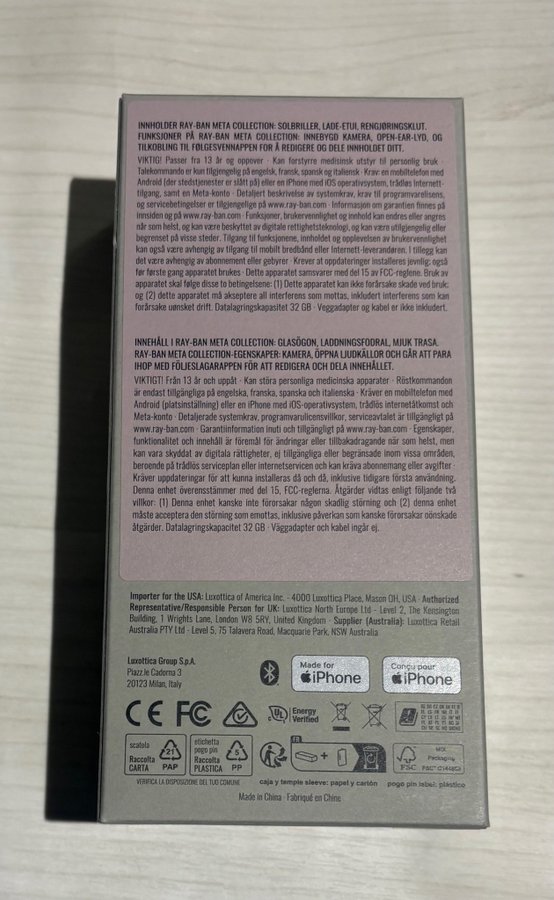 INNHOLDER RAY-BAN META COLLECTION: SOLBRILLER, LADE-ETUI, RENGJØRINGSKLUT.
FUNKSJONER PÅ RAY-BAN META COLLECTION: INNEBYGD KAMERA, OPEN-EAR-LYD, OG
TILKOBLING TIL FØLGESVENNAPPEN FOR Å REDIGERE OG DELE INNHOLDET DITT.
VIKTIG! Passer fra 13 år og oppover · Kan forstyrre medisinsk utstyr til personlig bruk ·
Talekommando er kun tilgjengelig på engelsk, fransk, spansk og italiensk · Krav: en mobiltelefon med
Android (der stedstjenester er slått på) eller en iPhone med iOS operativsystem, trådløs Internett-
tilgang, samt en Meta-konto · Detaljert beskrivelse av systemkrav, krav til programvarelisens,
og servicebetingelser er tilgjengelige på www.ray-ban.com · Informasjon om garantien finnes på
innsiden og på www.ray-ban.com · Funksjoner, brukervennlighet og innhold kan endres eller angres
når som helst, og kan være beskyttet av digitale rettighetsteknologi, og kan være utilgjengelig eller
begrenset på visse steder. Tilgang til funksjonene, innholdet og opplevelsen av brukervennlighet
kan også være avhengig av tilgang til mobilt bredbånd eller Internett-leverandøren. I tillegg kan
det være avhengig av abonnement eller gebyrer · Krever at oppdateringer installeres jevnlig; også
før første gang apparatet brukes · Dette apparatet samsvarer med del 15 av FCC-reglene. Bruk av
apparatet skal følge disse to betingelsene: (1) Dette apparatet kan ikke forårsake skade ved bruk;
og (2) dette apparatet må akseptere all interferens som mottas, inkludert interferens som kan
forårsake uønsket drift. Datalagringskapasitet 32 GB · Veggadapter og kabel er ikke inkludert.
INNEHÅLL I RAY-BAN META COLLECTION: GLASÖGON, LADDNINGSFODRAL, MJUK TRASA.
RAY-BAN META COLLECTION-EGENSKAPER: KAMERA, ÖPPNA LJUDKÄLLOR OCH GÅR ATT PARA
IHOP MED FÖLJESLAGARAPPEN FÖR ATT REDIGERA OCH DELA INNEHÅLLET.
VIKTIGT! Från 13 år och uppåt · Kan störa personliga medicinska apparater · Röstkommandon
är endast tillgängliga på engelska, franska, spanska och italienska · Kräver en mobiltelefon med
Android (platsinställning) eller en iPhone med iOS-operativsystem, trådlös internetåtkomst och
Meta-konto · Detaljerade systemkrav, programvarulicensvillkor, serviceavtalet är tillgängligt på
www.ray-ban.com · Garantiinformation inuti och tillgängligt på www.ray-ban.com · Egenskaper,
funktionalitet och innehåll är föremål för ändringar eller tillbakadragande när som helst, men
kan vara skyddat av digitala rättigheter, ej tillgängliga eller begränsade inom vissa områden,
beroende på trådlös serviceplan eller internetservicen och kan kräva abonnemang eller avgifter ·
Kräver uppdateringar för att kunna installeras då och då, inklusive tidigare första användning.
Denna enhet överensstämmer med del 15, FCC-reglerna. Åtgärder vidtas enligt följande två
villkor: (1) Denna enhet kanske inte förorsakar någon skadlig störning och (2) denna enhet
måste acceptera den störning som emottas, inklusive påverkan som kanske förorsakar oönskade
åtgärder. Datalagringskapacitet 32 GB · Väggadapter och kabel ingår ej.
Importer for the USA: Luxottica of America Inc. - 4000 Luxottica Place, Mason OH, USA · Authorized
Representative/Responsible Person for UK: Luxottica North Europe Ltd – Level 2, The Kensington
Building, 1 Wrights Lane, London W8 5RY, United Kingdom · Supplier (Australia): Luxottica Retail
Australia PTY Ltd - Level 5, 75 Talavera Road, Macquarie Park, NSW Australia
Luxottica Group S.p.A.
Piazz.le Cadorna 3
20123 Milan, Italy
Made for
iPhone
Conçu pour
iPhone
CE FC
UL Energy
Verified
scatola
Raccolta
CARTA
21
PAP
etichetta
pogo pin
Raccolta
PLASTICA
5
PP
FR
FSC
MIX
Packaging
VERIFICA LA DISPOSIZIONE DEL TUO COMUNE
caja y temple sleeve: papel y cartón
pogo pin label: plástico
Made in China · Fabriqué en Chine